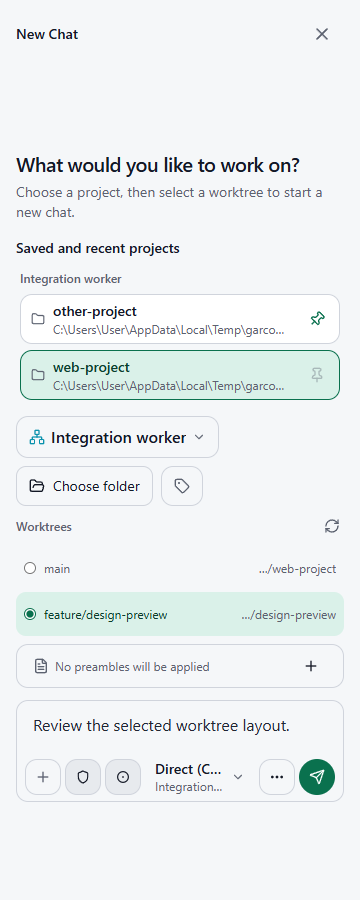 New Chat
What would you like to work on?
Choose a project, then select a worktree to start a
new chat.
Saved and recent projects
Integration worker
other-project
C:\Users\User\AppData\Local\Temp\garco...
web-project
C:\Users\User\AppData\Local\Temp\garco...
Integration worker
Choose folder
Worktrees
main .../web-project
feature/design-preview .../design-preview
No preambles will be applied
Review the selected worktree layout.
Direct (C...
Integration...